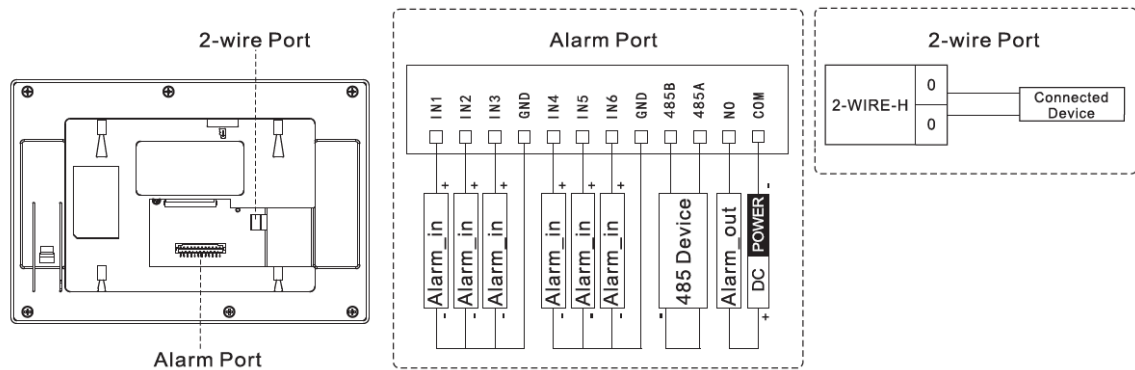 2-wire Port
Alarm Port
Alarm Port
IN1
IN2
IN3
GND
IN4
IN5
IN6
GND
485B
485A
NO
COM
+
+
+
+
+
+
-
Alarm_in
Alarm_in
Alarm_in
Alarm_in
Alarm_in
Alarm_in
485 Device
Alarm_out
DC POWER
-
-
-
-
-
-
-
+
2-wire Port
2-WIRE-H
0
0
Connected
Device